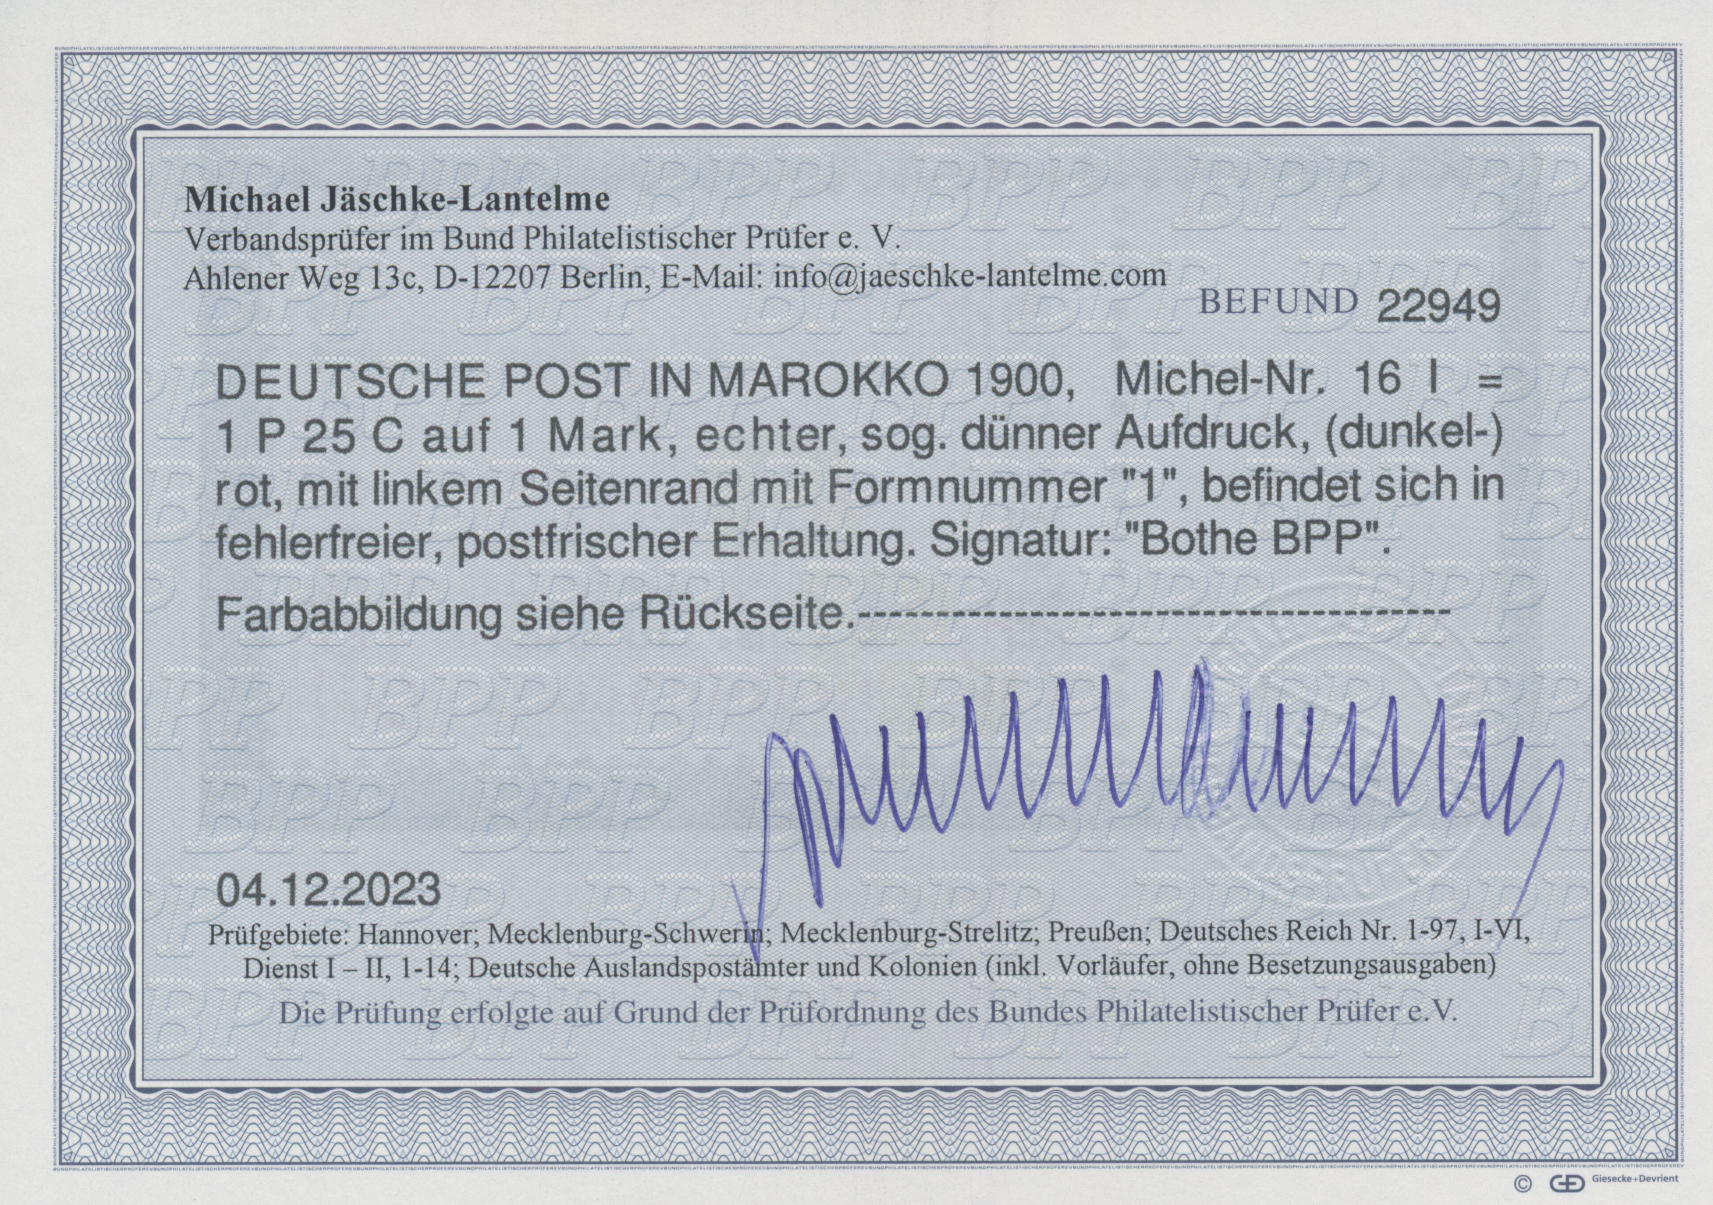 Michael Jäschke-Lantelme
Verbandsprüfer im Bund Philatelistischer Prüfer e. V.
Ahlener Weg 13c, D-12207 Berlin, E-Mail: info@jaeschke-lantelme.com
BEFUND 22949
DEUTSCHE POST IN MAROKKO 1900, Michel-Nr. 16 I =
1 P 25 C auf 1 Mark, echter, sog. dünner Aufdruck, (dunkel-)
rot, mit linkem Seitenrand mit Formnummer "1", befindet sich in
fehlerfreier, postfrischer Erhaltung. Signatur: "Bothe BPP".
Farbabbildung siehe Rückseite.------------------------------------
04.12.2023
Prüfgebiete: Hannover; Mecklenburg-Schwerin; Mecklenburg-Strelitz; Preußen; Deutsches Reich Nr. 1-97, I-VI,
Dienst I – II, 1-14; Deutsche Auslandspostämter und Kolonien (inkl. Vorläufer, ohne Besetzungsausgaben)
Die Prüfung erfolgte auf Grund der Prüfordnung des Bundes Philatelistischer Prüfer e.V.
© Giesecke+Devrient